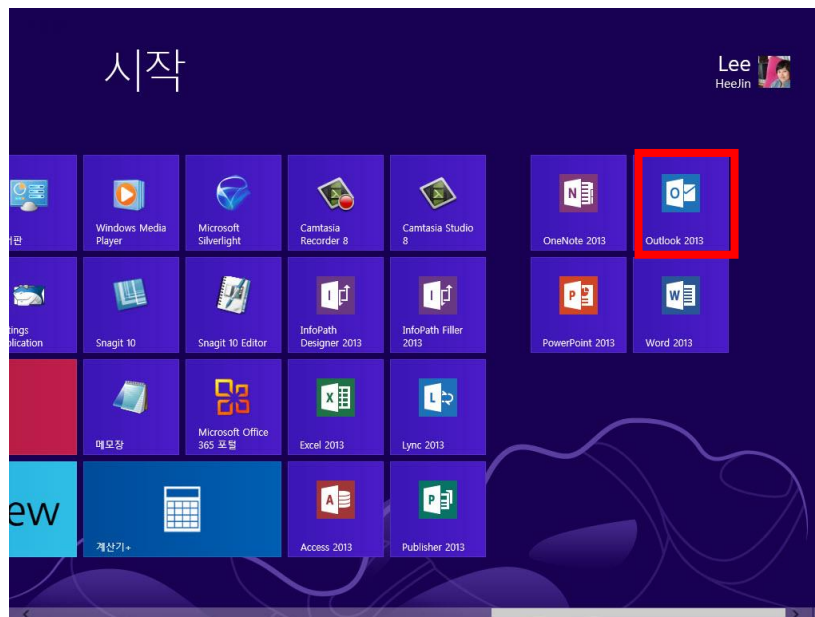 시작
Lee
HeeJin
Windows Media
Player
Microsoft
Silverlight
Camtasia
Recorder 8
Camtasia Studio
8
OneNote 2013
Outlook 2013
Snagit 10
Snagit 10 Editor
InfoPath
Designer 2013
InfoPath Filler
2013
PowerPoint 2013
Word 2013
메모장
Microsoft Office
365 포털
Excel 2013
Lync 2013
ew
계산기+
Access 2013
Publisher 2013